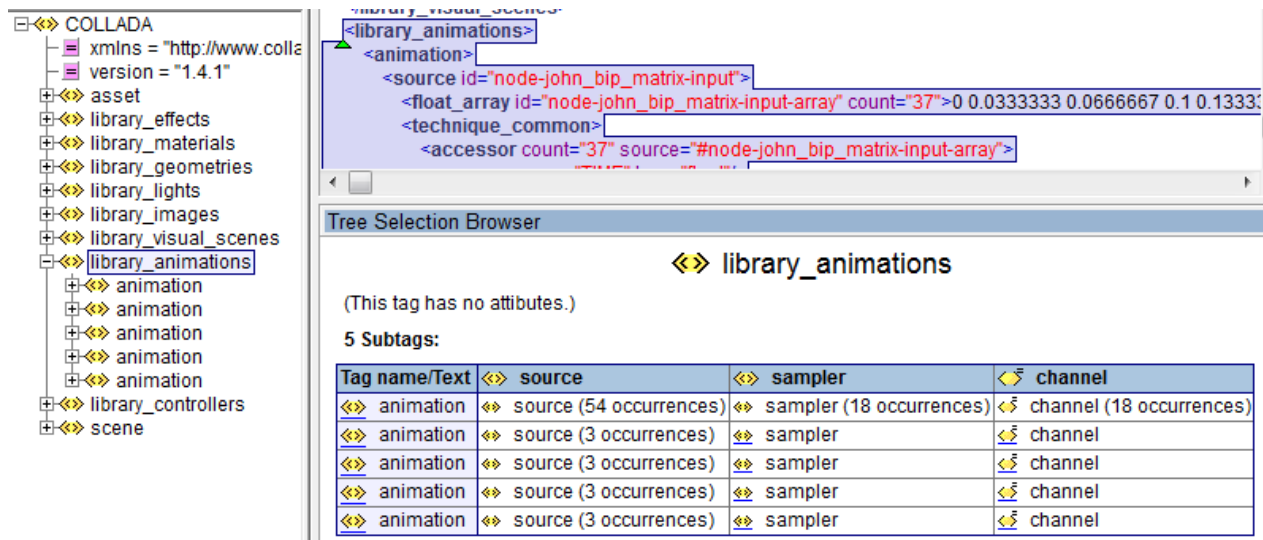 COLLADA
xmlns = "http://www.colla
version = "1.4.1"
asset
library_effects
library_materials
library_geometries
library_lights
library_images
library_visual_scenes
library_animations
animation
animation
animation
animation
animation
library_controllers
scene
</library_visual_scenes>
<library_animations>
<animation>
<source id="node-john_bip_matrix-input">
<float_array id="node-john_bip_matrix-input-array" count="37">0 0.0333333 0.0666667 0.1 0.13333
<technique_common>
<accessor count="37" source="#node-john_bip_matrix-input-array">
Tree Selection Browser
library_animations
(This tag has no attibutes.)
5 Subtags:
Tag name/Text source sampler channel
animation source (54 occurrences) sampler (18 occurrences) channel (18 occurrences)
animation source (3 occurrences) sampler channel
animation source (3 occurrences) sampler channel
animation source (3 occurrences) sampler channel
animation source (3 occurrences) sampler channel